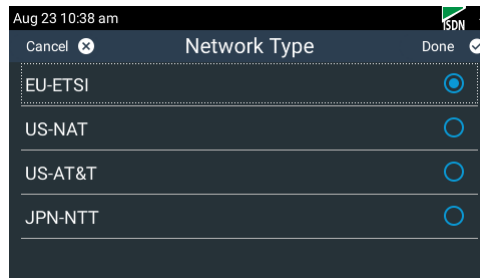 Aug 23 10:38 am
ISDN
Cancel
Network Type
Done
EU-ETSI
US-NAT
US-AT&T
JPN-NTT